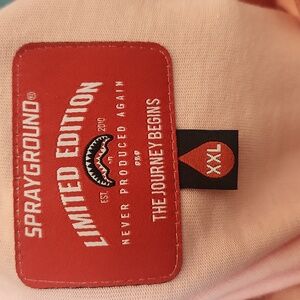 SPRAYGROUND®
LIMITED EDITION
EST. 2010
NEVER PRODUCED AGAIN
THE JOURNEY BEGINS
XXL